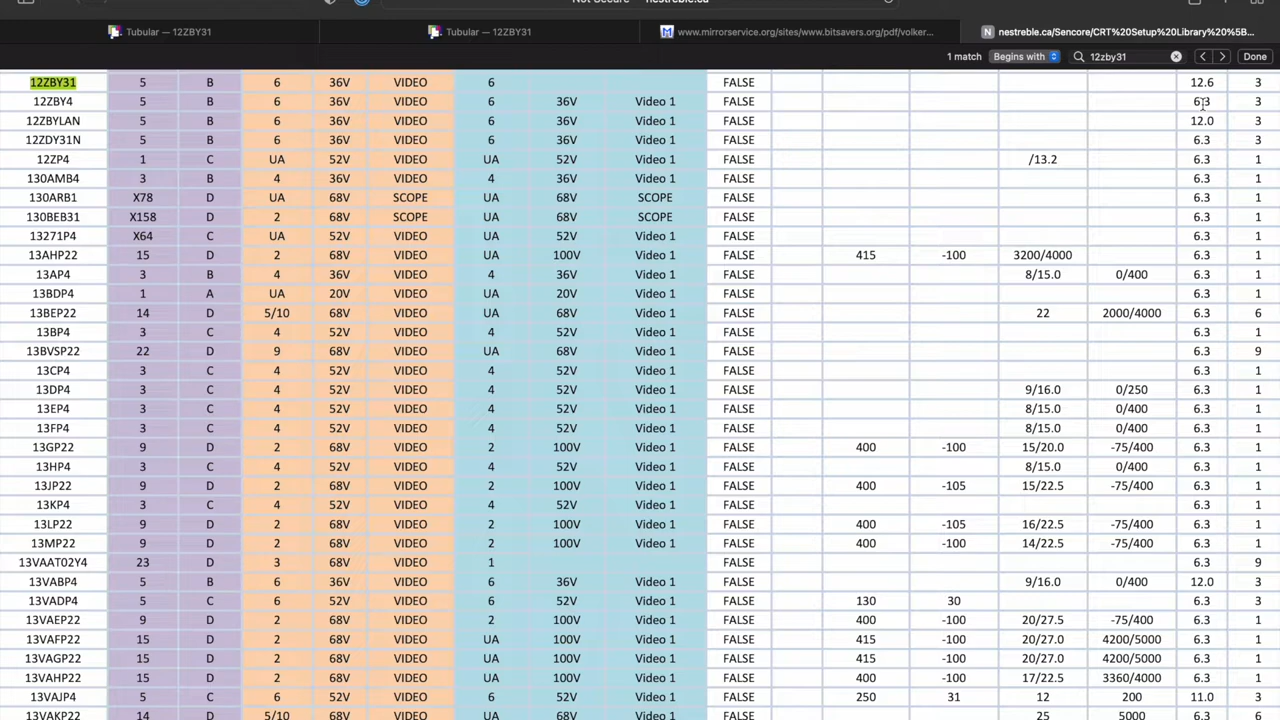 Not Secure — nestreble.ca
Tubular — 12ZBY31 Tubular — 12ZBY31 www.mirrorservice.org/sites/www.bitsavers.org/pdf/volker... nestreble.ca/Sencore/CRT%20Setup%20Library%20%5B...
1 match Begins with 12zby31 Done
12ZBY31 5 B 6 36V VIDEO 6 FALSE 12.6 3
12ZBY4 5 B 6 36V VIDEO 6 36V Video 1 FALSE 6.3 3
12ZBYLAN 5 B 6 36V VIDEO 6 36V Video 1 FALSE 12.0 3
12ZDY31N 5 B 6 36V VIDEO 6 36V Video 1 FALSE 6.3 3
12ZP4 1 C UA 52V VIDEO UA 52V Video 1 FALSE /13.2 6.3 1
130AMB4 3 B 4 36V VIDEO 4 36V Video 1 FALSE 6.3 1
130ARB1 X78 D UA 68V SCOPE UA 68V SCOPE FALSE 6.3 1
130BEB31 X158 D 2 68V SCOPE UA 68V SCOPE FALSE 6.3 1
13271P4 X64 C UA 52V VIDEO UA 52V Video 1 FALSE 6.3 1
13AHP22 15 D 2 68V VIDEO UA 100V Video 1 FALSE 415 -100 3200/4000 6.3 1
13AP4 3 B 4 36V VIDEO 4 36V Video 1 FALSE 8/15.0 0/400 6.3 1
13BDP4 1 A UA 20V VIDEO UA 20V Video 1 FALSE 6.3 1
13BEP22 14 D 5/10 68V VIDEO UA 68V Video 1 FALSE 22 2000/4000 6.3 6
13BP4 3 C 4 52V VIDEO 4 52V Video 1 FALSE 6.3 1
13BVSP22 22 D 9 68V VIDEO UA 68V Video 1 FALSE 6.3 9
13CP4 3 C 4 52V VIDEO 4 52V Video 1 FALSE 6.3 1
13DP4 3 C 4 52V VIDEO 4 52V Video 1 FALSE 9/16.0 0/250 6.3 1
13EP4 3 C 4 52V VIDEO 4 52V Video 1 FALSE 8/15.0 0/400 6.3 1
13FP4 3 C 4 52V VIDEO 4 52V Video 1 FALSE 8/15.0 0/400 6.3 1
13GP22 9 D 2 68V VIDEO 2 100V Video 1 FALSE 400 -100 15/20.0 -75/400 6.3 1
13HP4 3 C 4 52V VIDEO 4 52V Video 1 FALSE 8/15.0 0/400 6.3 1
13JP22 9 D 2 68V VIDEO 2 100V Video 1 FALSE 400 -105 15/22.5 -75/400 6.3 1
13KP4 3 C 4 52V VIDEO 4 52V Video 1 FALSE 6.3 1
13LP22 9 D 2 68V VIDEO 2 100V Video 1 FALSE 400 -105 16/22.5 -75/400 6.3 1
13MP22 9 D 2 68V VIDEO 2 100V Video 1 FALSE 400 -100 14/22.5 -75/400 6.3 1
13VAAT02Y4 23 D 3 68V VIDEO 1 FALSE 6.3 9
13VABP4 5 B 6 36V VIDEO 6 36V Video 1 FALSE 9/16.0 0/400 12.0 3
13VADP4 5 C 6 52V VIDEO 6 52V Video 1 FALSE 130 30 6.3 3
13VAEP22 9 D 2 68V VIDEO 2 100V Video 1 FALSE 400 -100 20/27.0 -75/400 6.3 1
13VAFP22 15 D 2 68V VIDEO UA 100V Video 1 FALSE 415 -100 20/27.0 4200/5000 6.3 1
13VAGP22 15 D 2 68V VIDEO UA 100V Video 1 FALSE 415 -100 20/27.0 4200/5000 6.3 1
13VAHP22 15 D 2 68V VIDEO UA 100V Video 1 FALSE 400 -100 17/22.5 3360/4000 6.3 1
13VAJP4 5 C 6 52V VIDEO 6 52V Video 1 FALSE 250 31 12 200 11.0 3
13VAKP22 14 D 5/10 68V VIDEO UA 68V Video 1 FALSE 25 5000 6.3 6